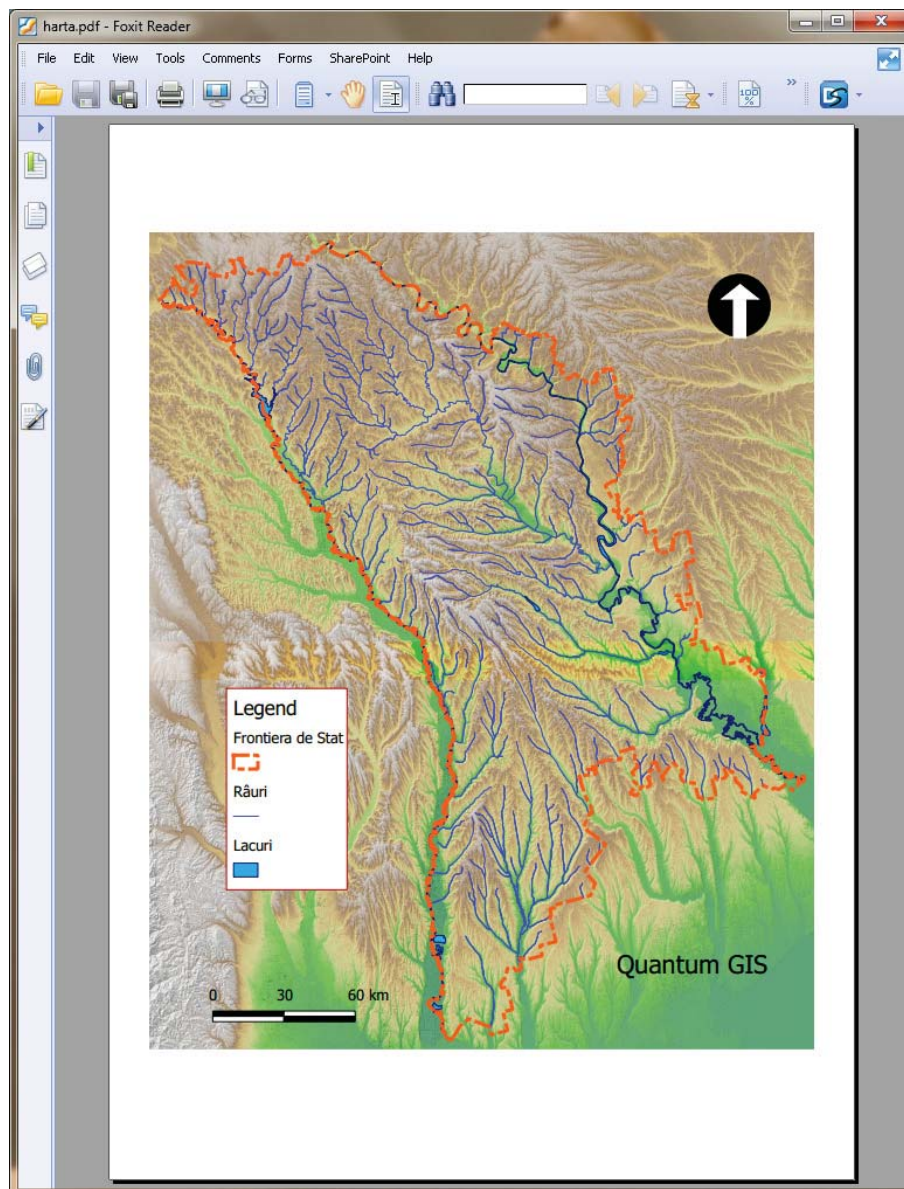 harta.pdf - Foxit Reader
File Edit View Tools Comments Forms SharePoint Help
100
%
Legend
Frontiera de Stat
Râuri
Lacuri
Quantum GIS
0 30 60 km